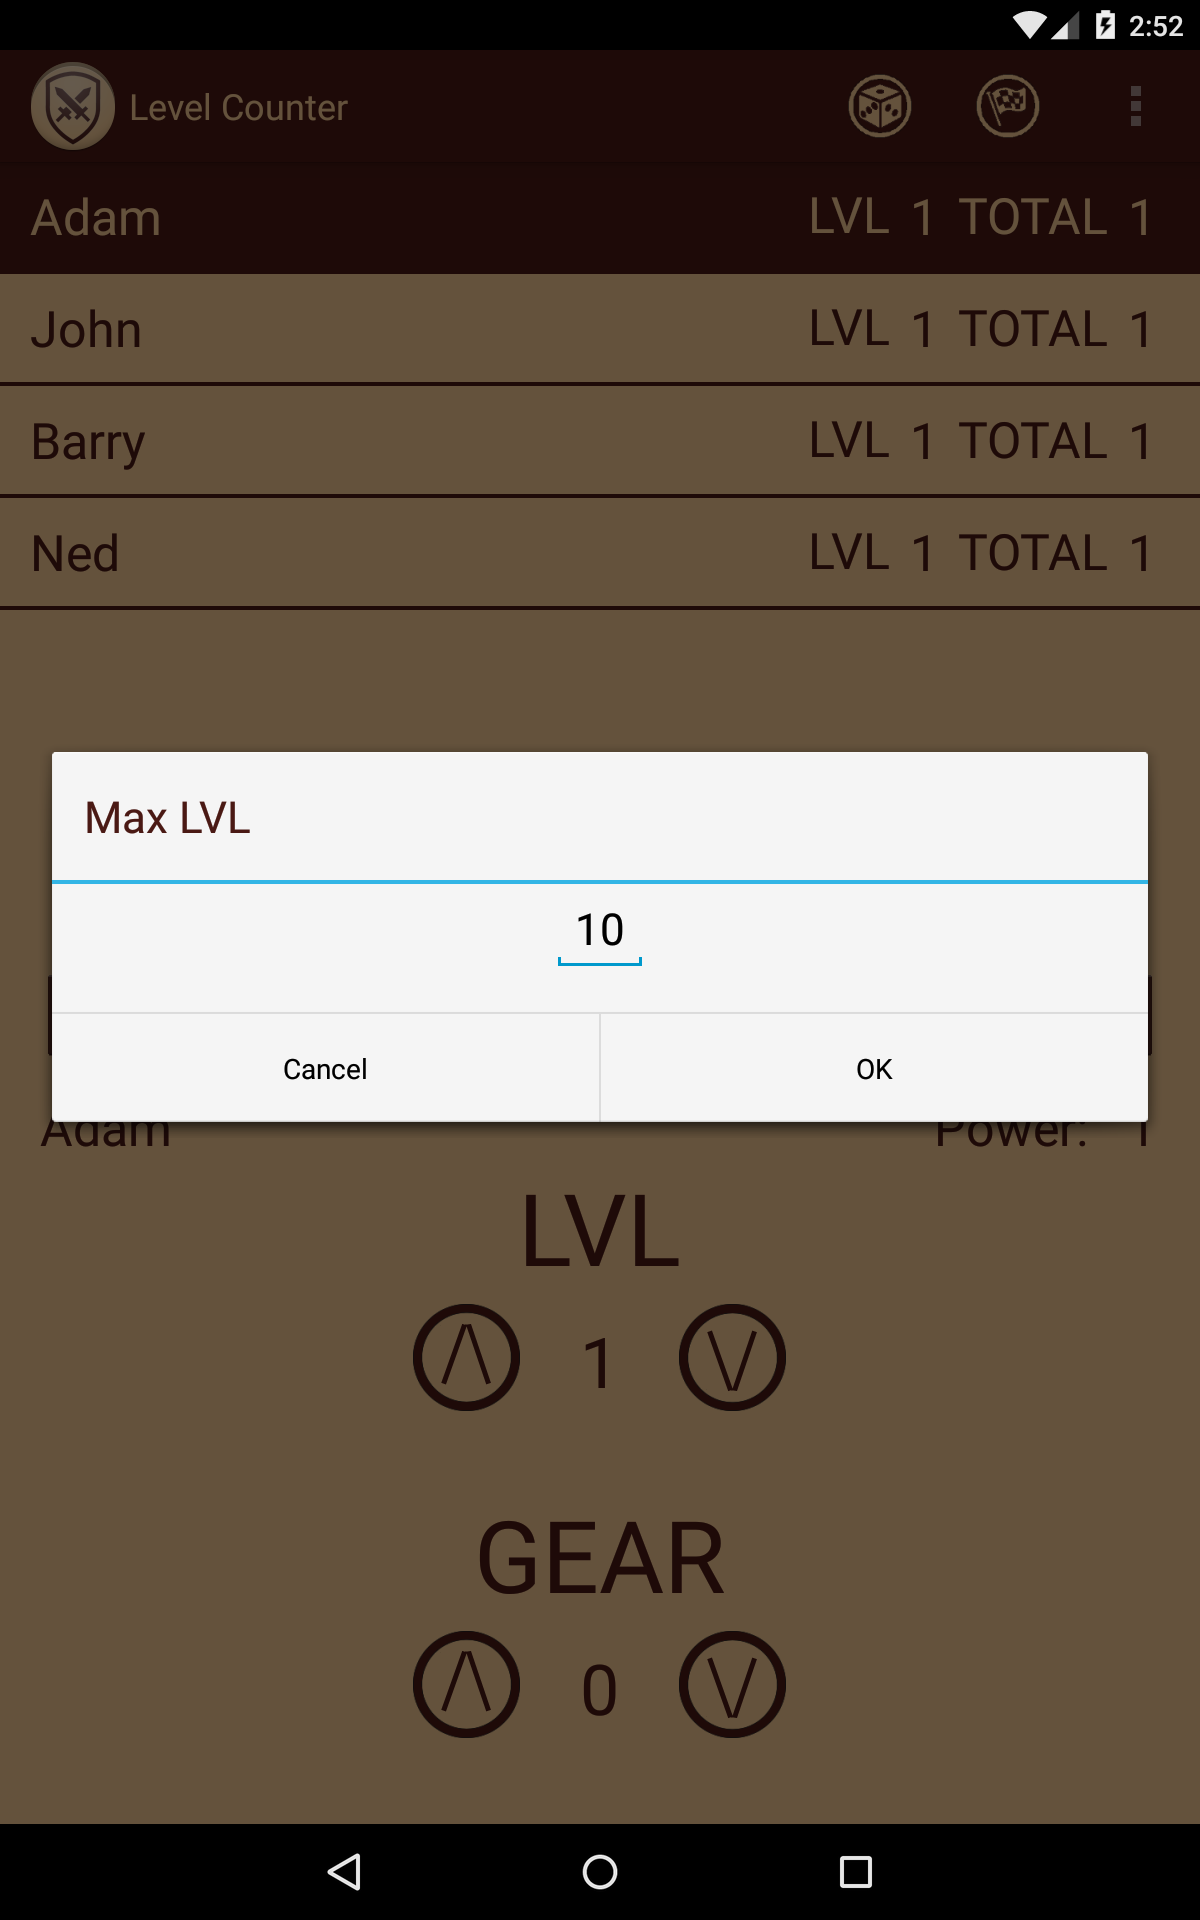 2:52
Level Counter
Adam LVL 1 TOTAL 1
John LVL 1 TOTAL 1
Barry LVL 1 TOTAL 1
Ned LVL 1 TOTAL 1
Max LVL
10
Cancel OK
Adam Power: 1
LVL
1
GEAR
0